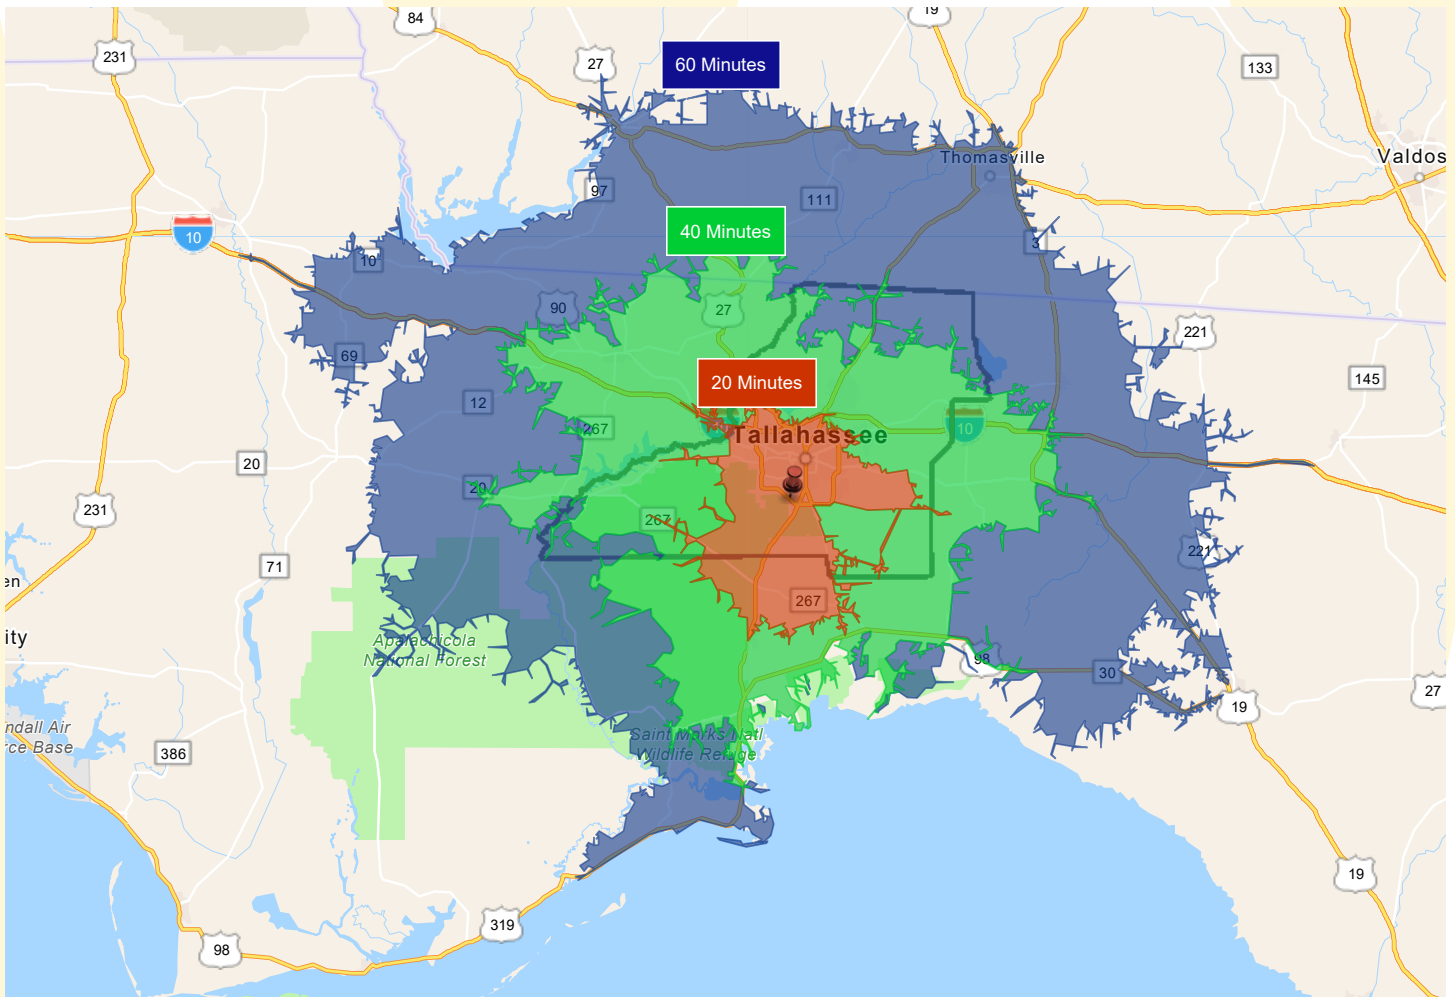 84
19
231
27
60 Minutes
133
Thomasville
Valdos
97
111
40 Minutes
10
10
3
90
27
221
69
20 Minutes
145
12
267
Tallahassee
10
20
20
231
267
221
71
en
267
ity
Apalachicola
National Forest
98
30
27
19
ndall Air
rce Base
386
Saint Marks Natl
Wildlife Refuge
19
319
98